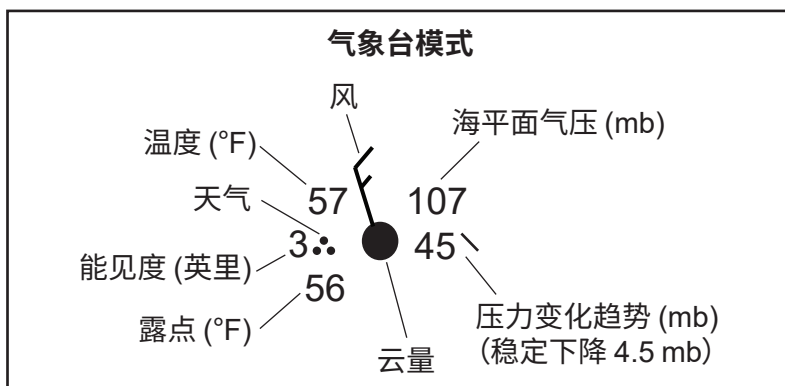 气象台模式
风
海平面气压 (mb)
温度 (°F)
57
107
天气
3
45
能见度 (英里)
56
压力变化趋势 (mb)
（稳定下降 4.5 mb）
露点 (°F)
云量